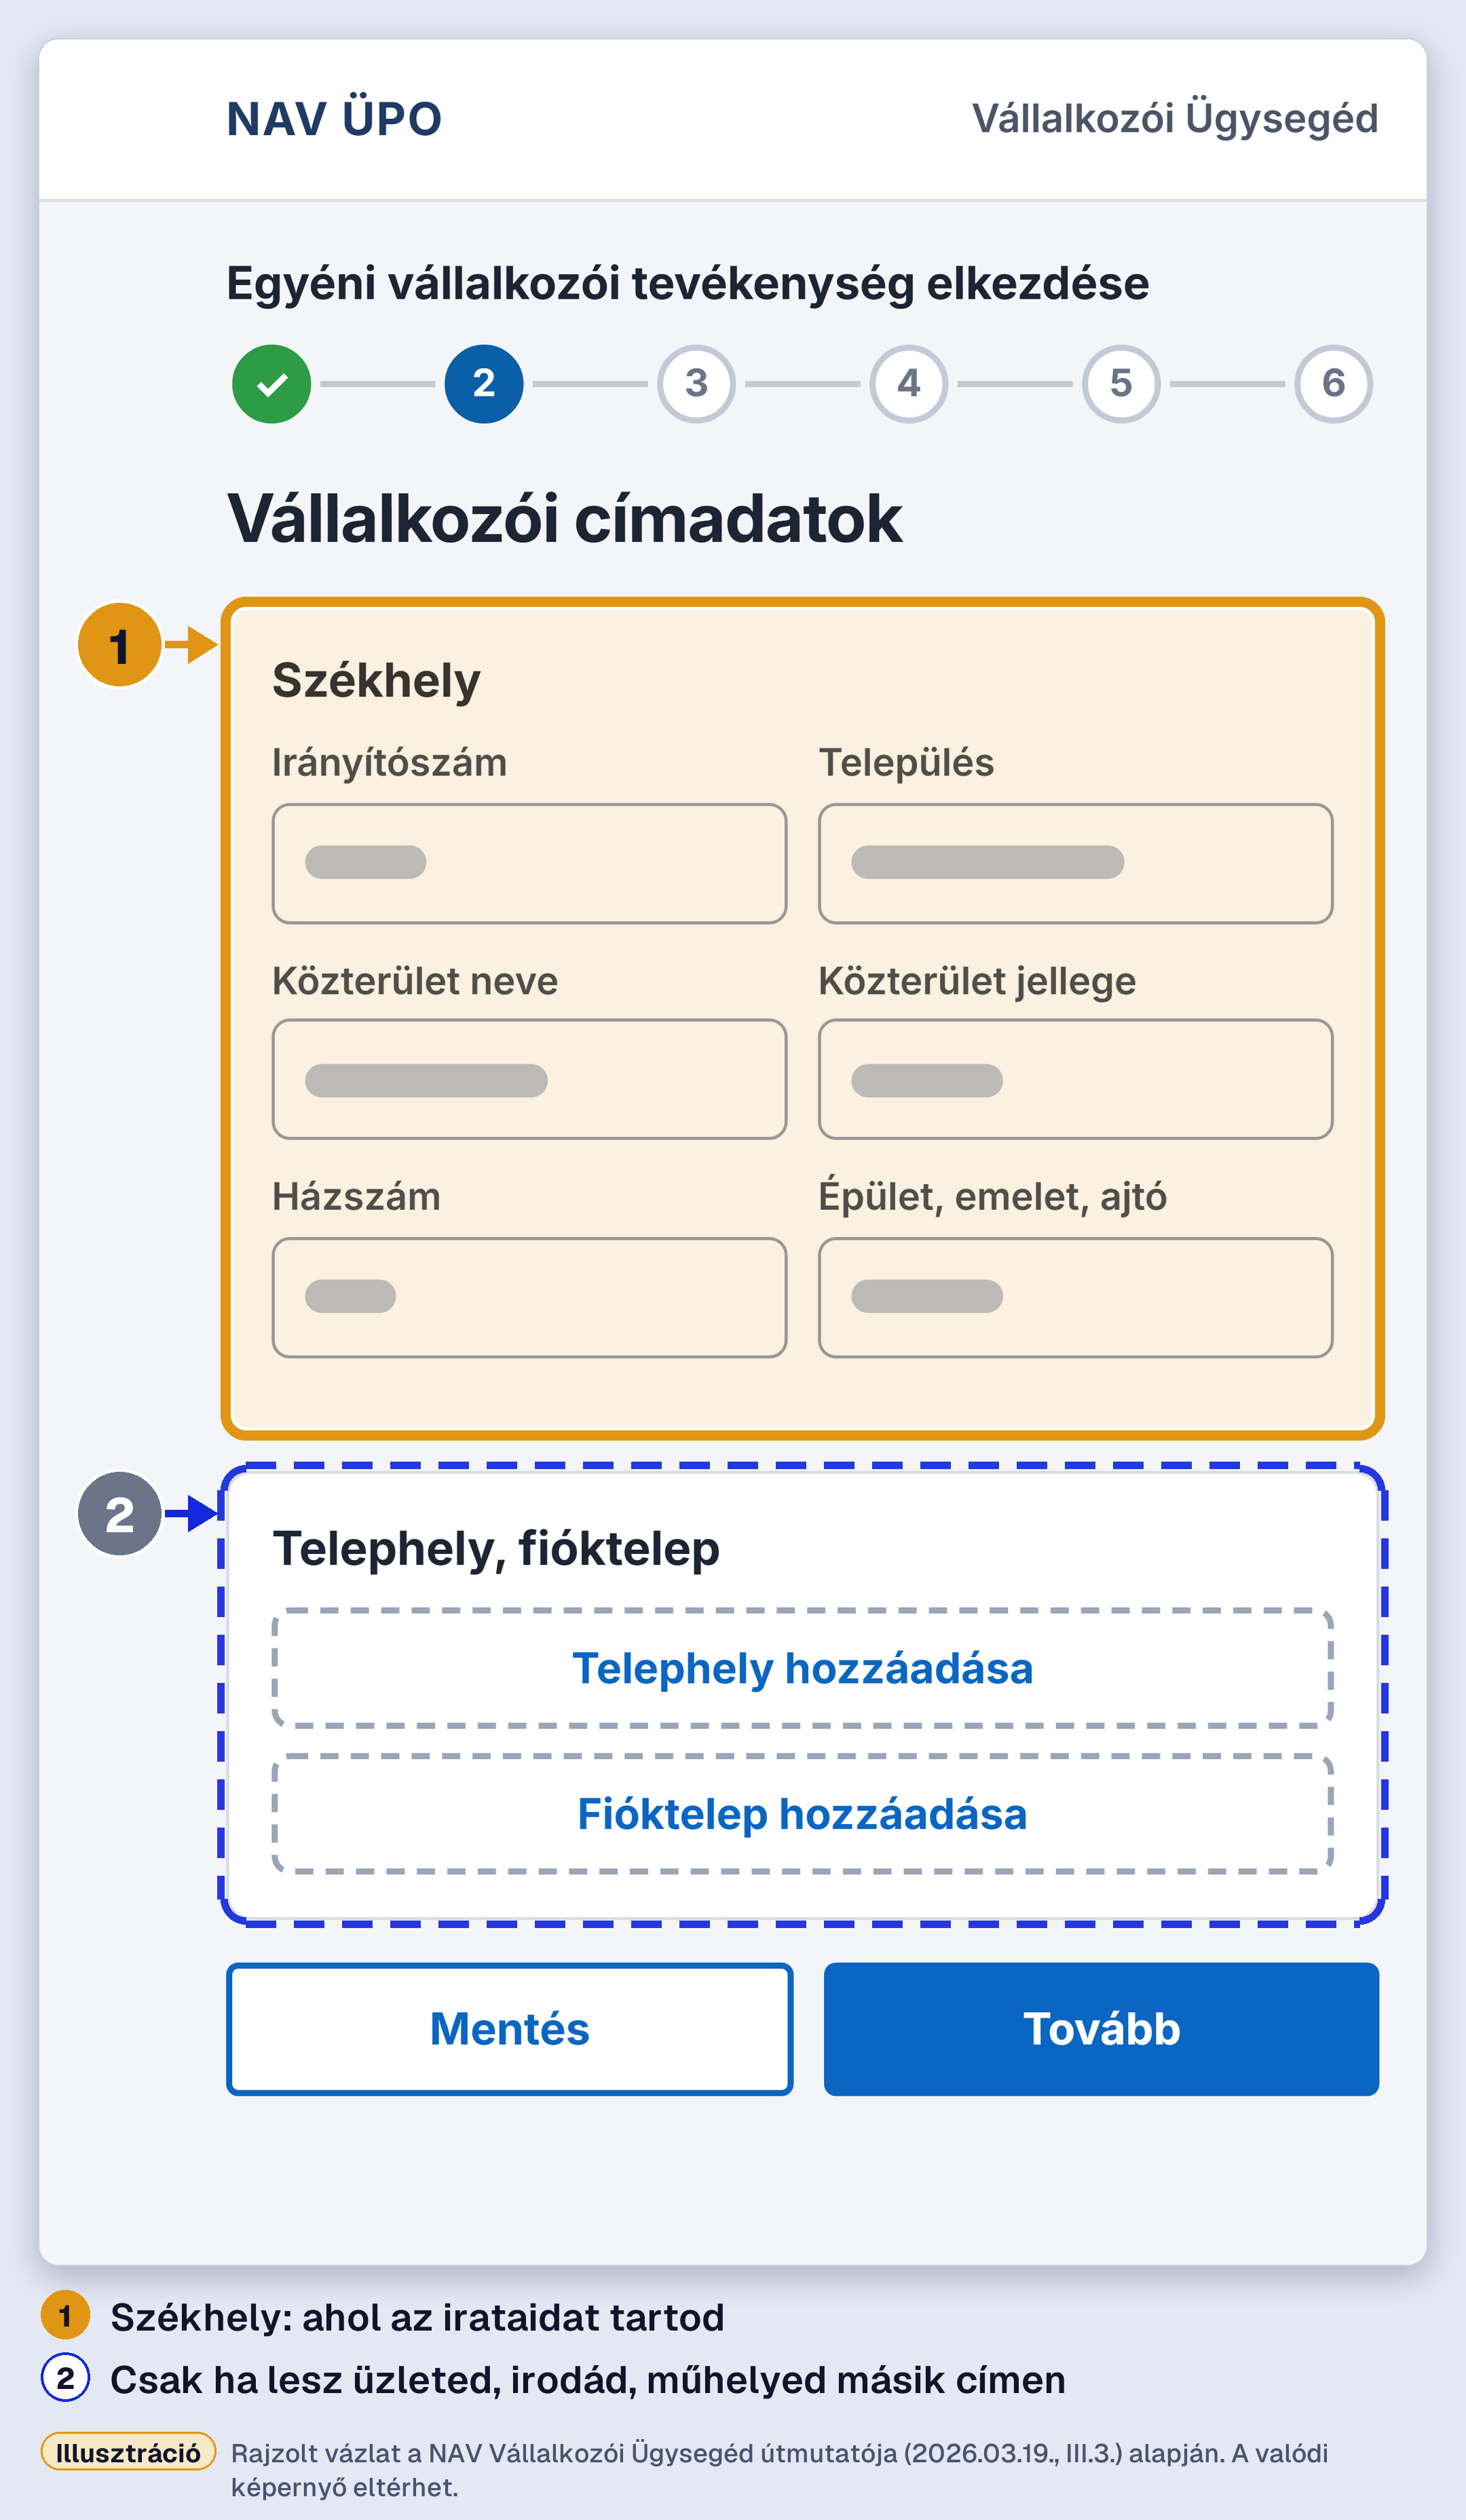 NAV ÜPO
Vállalkozói Ügysegéd
Egyéni vállalkozói tevékenység elkezdése
2 3 4 5 6
Vállalkozói címadatok
1
Székhely
Irányítószám
Település
Közterület neve
Közterület jellege
Házszám
Épület, emelet, ajtó
2
Telephely, fióktelep
Telephely hozzáadása
Fióktelep hozzáadása
Mentés
Tovább
1 Székhely: ahol az irataidat tartod
2 Csak ha lesz üzleted, irodád, műhelyed másik címen
Illusztráció Rajzolt vázlat a NAV Vállalkozói Ügysegéd útmutatója (2026.03.19., III.3.) alapján. A valódi
képernyő eltérhet.